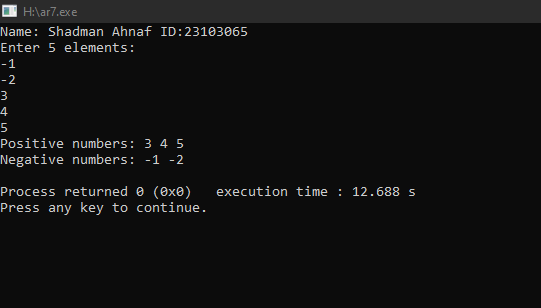 H:\ar7.exe
Name: Shadman Ahnaf ID:23103065
Enter 5 elements:
-1
-2
3
4
5
Positive numbers: 3 4 5
Negative numbers: -1 -2
Process returned 0 (0x0)   execution time : 12.688 s
Press any key to continue.